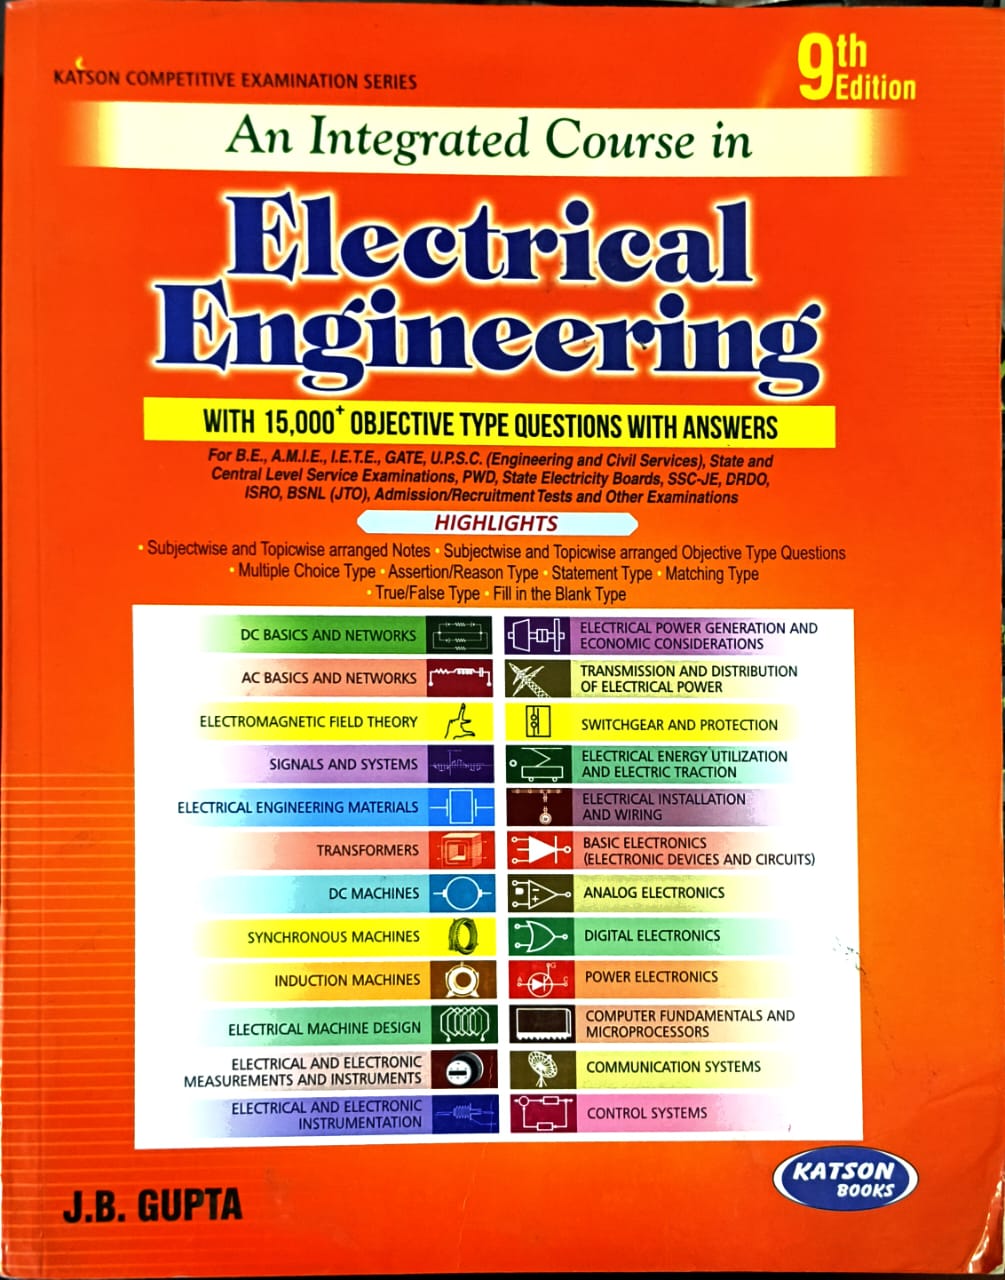 KATSON COMPETITIVE EXAMINATION SERIES
9th
Edition
An Integrated Course in
Electrical
Engineering
WITH 15,000+ OBJECTIVE TYPE QUESTIONS WITH ANSWERS
For B.E., A.M.I.E., I.E.T.E., GATE, U.P.S.C. (Engineering and Civil Services), State and
Central Level Service Examinations, PWD, State Electricity Boards, SSC-JE, DRDO,
ISRO, BSNL (JTO), Admission/Recruitment Tests and Other Examinations
HIGHLIGHTS
• Subjectwise and Topicwise arranged Notes • Subjectwise and Topicwise arranged Objective Type Questions
• Multiple Choice Type • Assertion/Reason Type • Statement Type • Matching Type
• True/False Type • Fill in the Blank Type
DC BASICS AND NETWORKS
AC BASICS AND NETWORKS
ELECTROMAGNETIC FIELD THEORY
SIGNALS AND SYSTEMS
ELECTRICAL ENGINEERING MATERIALS
TRANSFORMERS
DC MACHINES
SYNCHRONOUS MACHINES
INDUCTION MACHINES
ELECTRICAL MACHINE DESIGN
ELECTRICAL AND ELECTRONIC
MEASUREMENTS AND INSTRUMENTS
ELECTRICAL AND ELECTRONIC
INSTRUMENTATION
ELECTRICAL POWER GENERATION AND
ECONOMIC CONSIDERATIONS
TRANSMISSION AND DISTRIBUTION
OF ELECTRICAL POWER
SWITCHGEAR AND PROTECTION
ELECTRICAL ENERGY UTILIZATION
AND ELECTRIC TRACTION
ELECTRICAL INSTALLATION
AND WIRING
BASIC ELECTRONICS
(ELECTRONIC DEVICES AND CIRCUITS)
ANALOG ELECTRONICS
DIGITAL ELECTRONICS
POWER ELECTRONICS
COMPUTER FUNDAMENTALS AND
MICROPROCESSORS
COMMUNICATION SYSTEMS
CONTROL SYSTEMS
J.B. GUPTA
KATSON
BOOKS